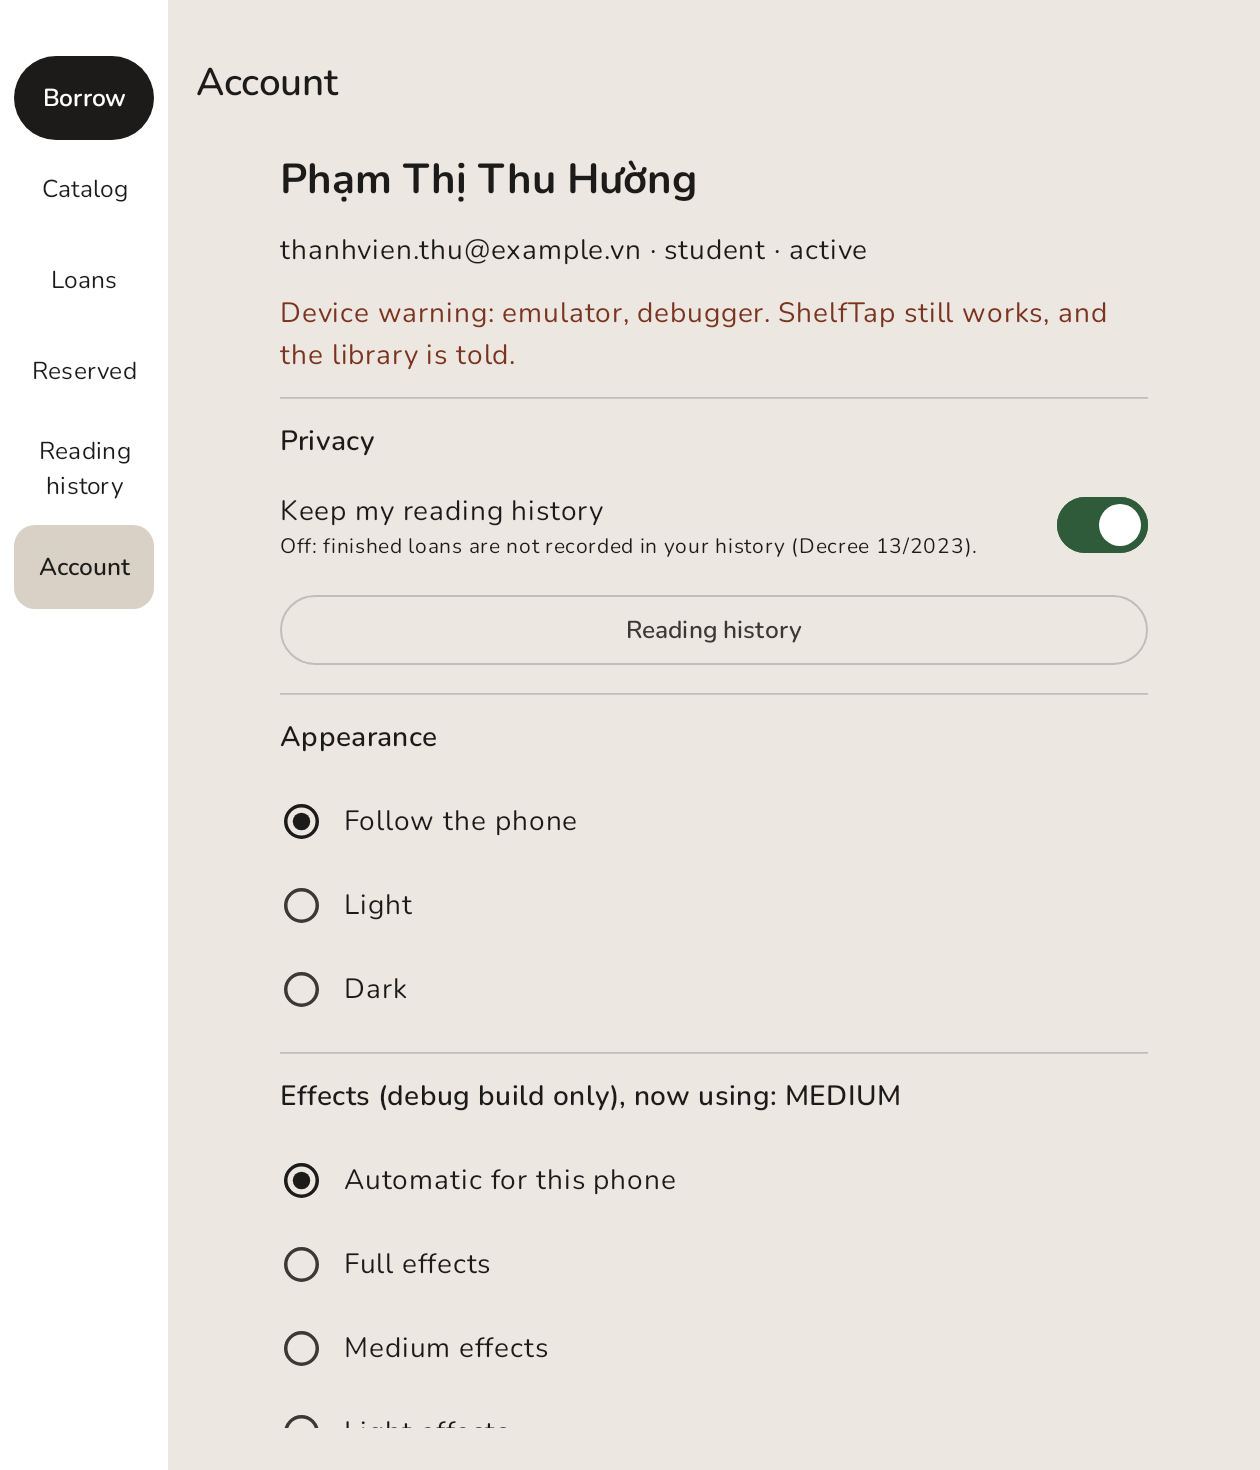 Borrow
Catalog
Loans
Reserved
Reading
history
Account
Account
Phạm Thị Thu Hường
thanhvien.thu@example.vn · student · active
Device warning: emulator, debugger. ShelfTap still works, and
the library is told.
Privacy
Keep my reading history
Off: finished loans are not recorded in your history (Decree 13/2023).
Reading history
Appearance
Follow the phone
Light
Dark
Effects (debug build only), now using: MEDIUM
Automatic for this phone
Full effects
Medium effects
Light effects